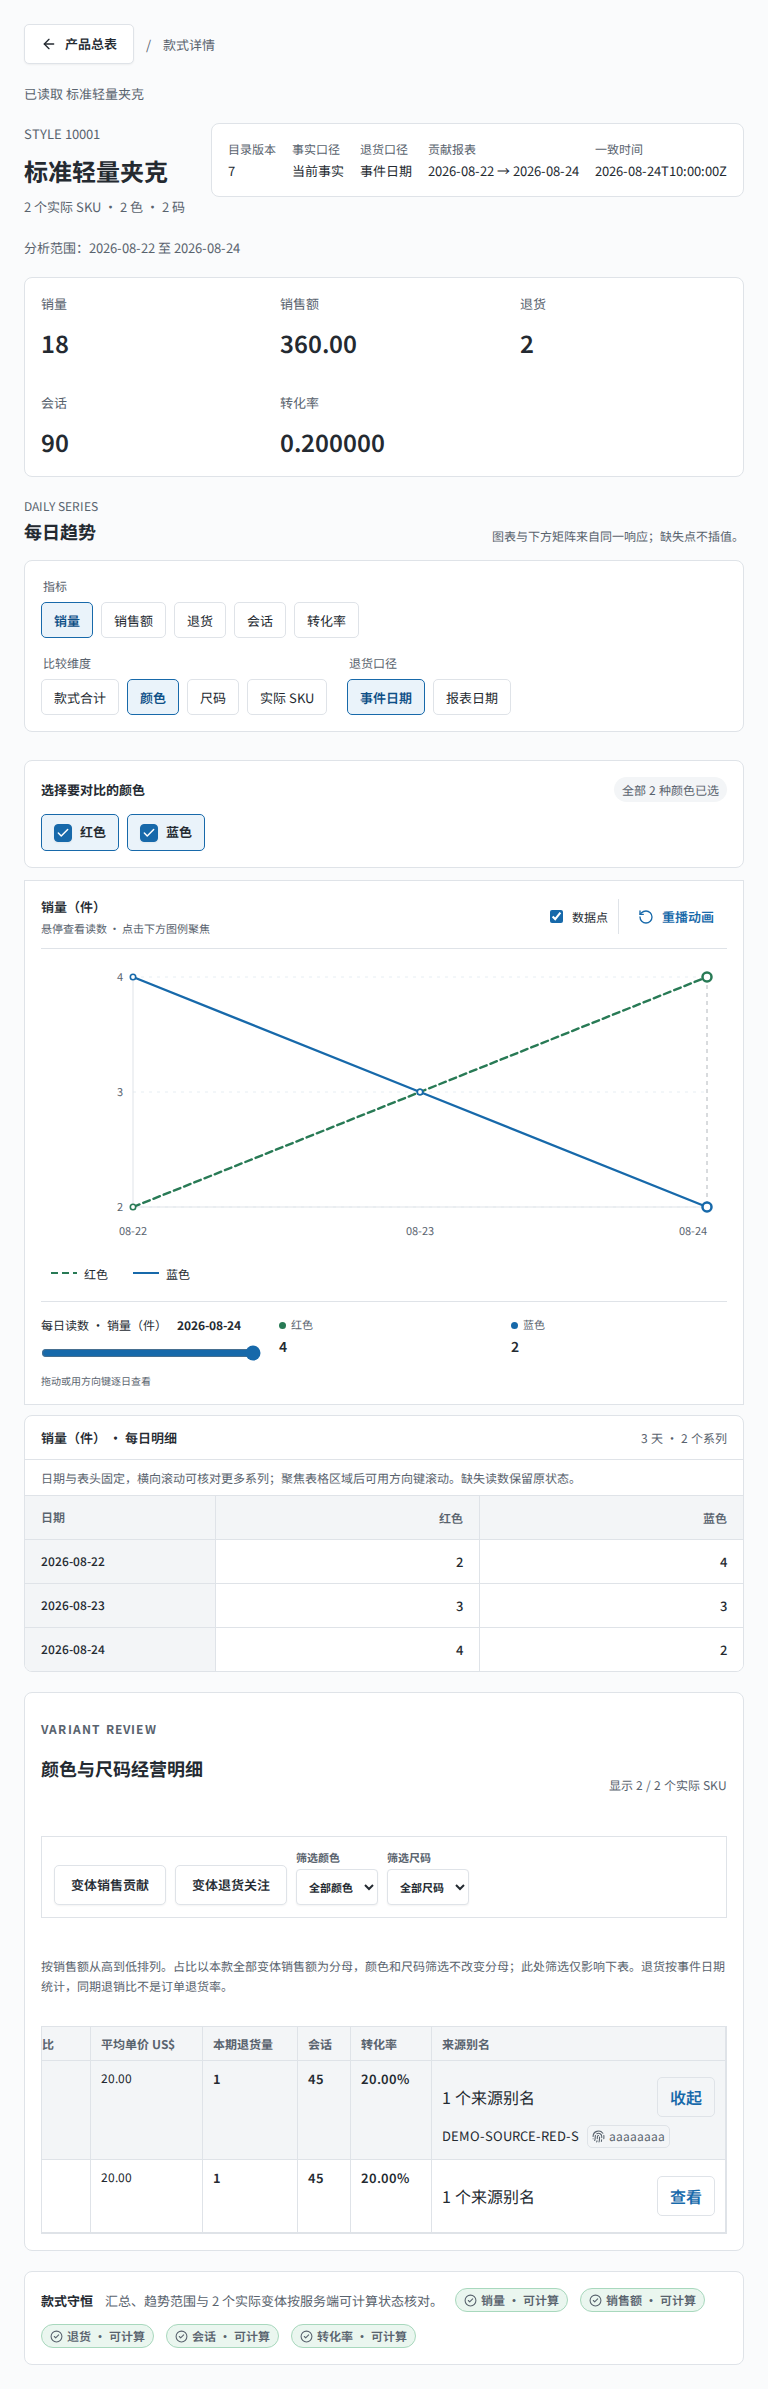 产品总表 / 款式详情
已读取 标准轻量夹克
STYLE 10001
标准轻量夹克
2 个实际 SKU · 2 色 · 2 码
目录版本 事实口径 退货口径 贡献报表 一致时间
7 当前事实 事件日期 2026-08-22 → 2026-08-24 2026-08-24T10:00:00Z
分析范围：2026-08-22 至 2026-08-24
销量 销售额 退货
18 360.00 2
会话 转化率
90 0.200000
DAILY SERIES
每日趋势
图表与下方矩阵来自同一响应；缺失点不插值。
指标
销量 销售额 退货 会话 转化率
比较维度 退货口径
款式合计 颜色 尺码 实际 SKU 事件日期 报表日期
选择要对比的颜色 全部 2 种颜色已选
红色 蓝色
销量（件）
悬停查看读数 · 点击下方图例聚焦
数据点 重播动画
4
3
2
08-22 08-23 08-24
红色 蓝色
每日读数 · 销量（件） 2026-08-24 红色 蓝色
4 2
拖动或用方向键逐日查看
销量（件） · 每日明细 3 天 · 2 个系列
日期与表头固定，横向滚动可核对更多系列；聚焦表格区域后可用方向键滚动。缺失读数保留原状态。
日期 红色 蓝色
2026-08-22 2 4
2026-08-23 3 3
2026-08-24 4 2
VARIANT REVIEW
颜色与尺码经营明细
显示 2 / 2 个实际 SKU
筛选颜色 筛选尺码
变体销售贡献 变体退货关注 全部颜色 全部尺码
按销售额从高到低排列。占比以本款全部变体销售额为分母，颜色和尺码筛选不改变分母；此处筛选仅影响下表。退货按事件日期
统计，同期退销比不是订单退货率。
比 平均单价 US$ 本期退货量 会话 转化率 来源别名
20.00 1 45 20.00% 1 个来源别名 收起
DEMO-SOURCE-RED-S aaaaaaaa
20.00 1 45 20.00% 1 个来源别名 查看
款式守恒 汇总、趋势范围与 2 个实际变体按服务端可计算状态核对。 销量 · 可计算 销售额 · 可计算
退货 · 可计算 会话 · 可计算 转化率 · 可计算